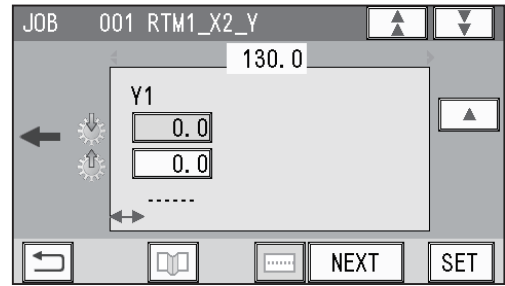 JOB 001 RTM1_X2_Y
130.0
Y1
0.0
0.0
------
NEXT SET